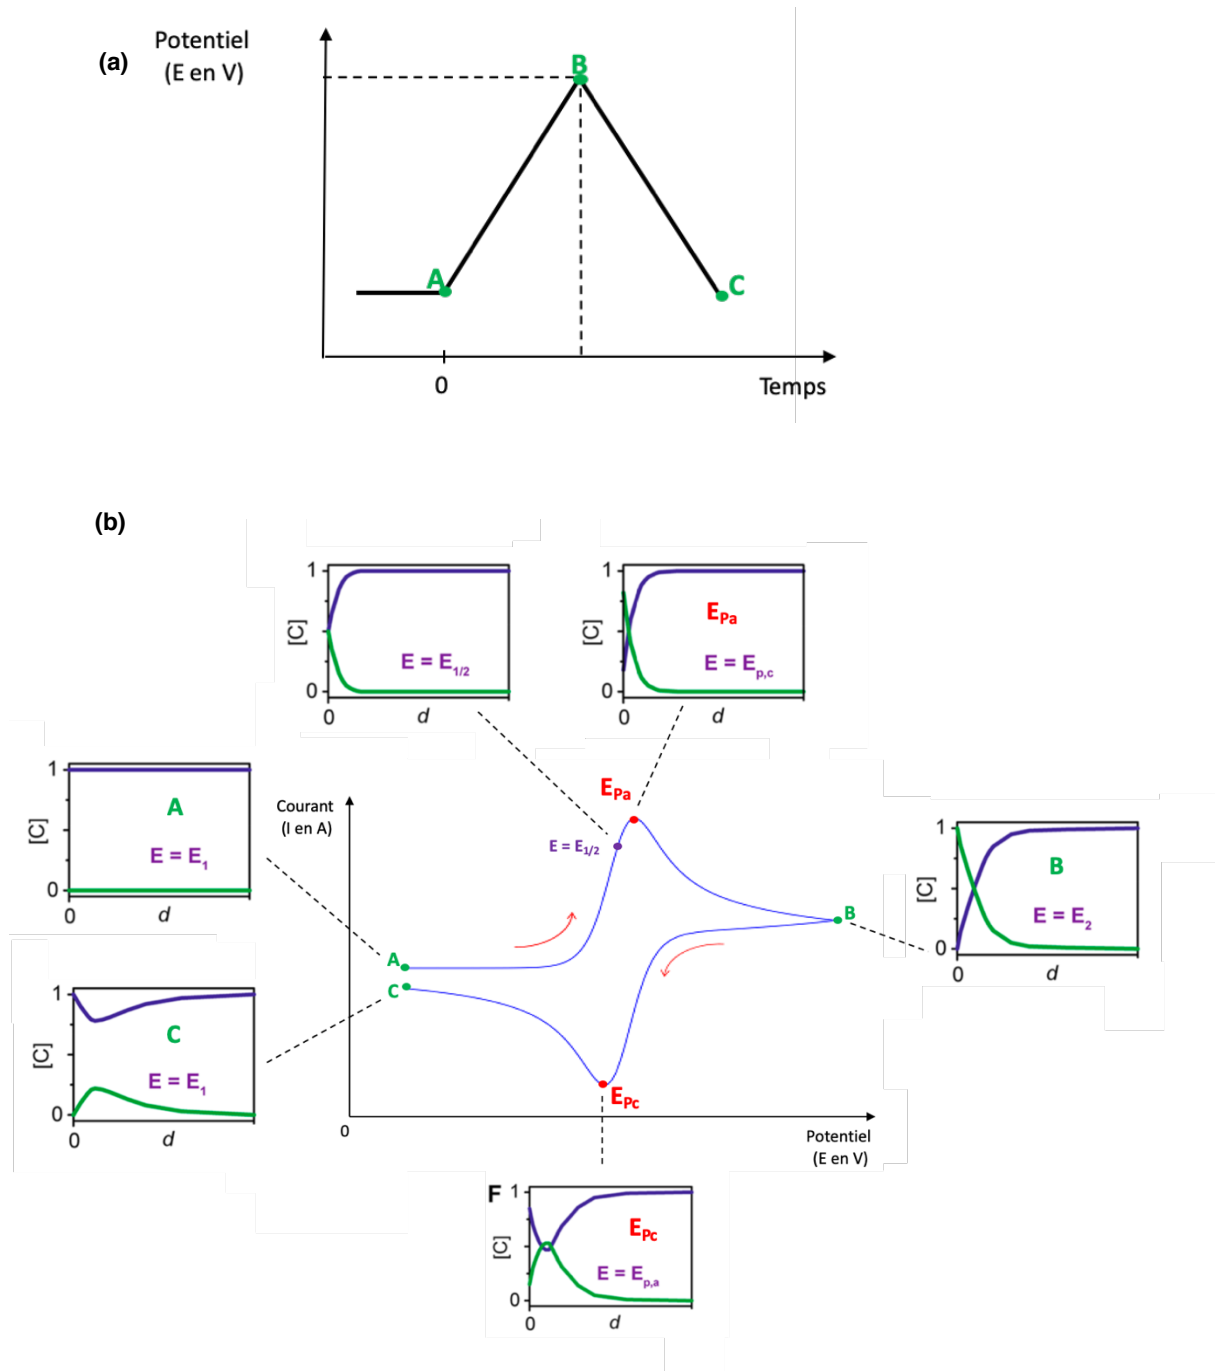 (a)
Potentiel
(E en V)
B
A
C
0
Temps
(b)
1
[C]
0
E = E1/2
0
d
1
[C]
0
EPa
E = Ep,c
0
d
1
[C]
0
A
E = E1
0
d
Courant
(I en A)
EPa
E = E1/2
A
C
B
EPc
0
Potentiel
(E en V)
1
[C]
0
B
E = E2
0
d
1
[C]
0
C
E = E1
0
d
F
1
[C]
0
EPc
E = Ep,a
0
d